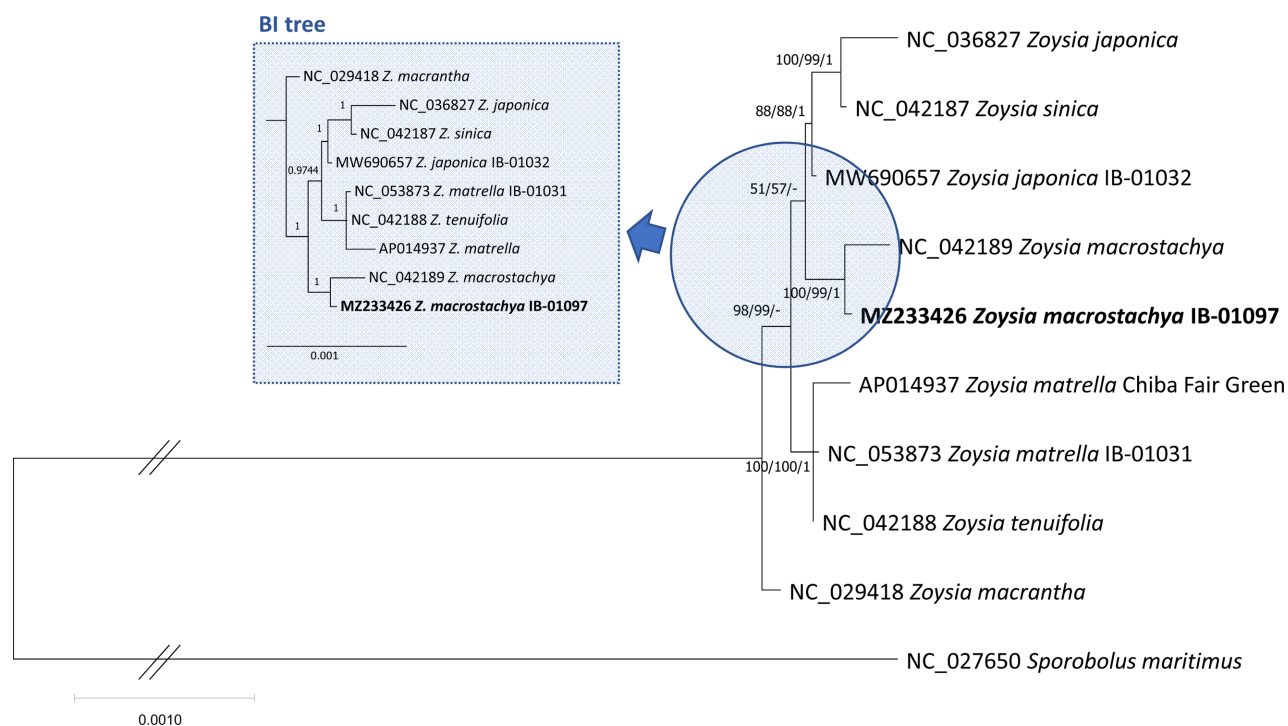 BI tree
NC_029418 Z. macrantha
1
NC_036827 Z. japonica
1
NC_042187 Z. sinica
MW690657 Z. japonica IB-01032
0.9744
NC_053873 Z. matrella IB-01031
1
NC_042188 Z. tenuifolia
AP014937 Z. matrella
1
NC_042189 Z. macrostachya
1
MZ233426 Z. macrostachya IB-01097
0.001
NC_036827 Zoysia japonica
100/99/1
NC_042187 Zoysia sinica
88/88/1
MW690657 Zoysia japonica IB-01032
51/57/-
NC_042189 Zoysia macrostachya
100/99/1
MZ233426 Zoysia macrostachya IB-01097
98/99/-
AP014937 Zoysia matrella Chiba Fair Green
NC_053873 Zoysia matrella IB-01031
100/100/1
NC_042188 Zoysia tenuifolia
NC_029418 Zoysia macrantha
NC_027650 Sporobolus maritimus
0.0010